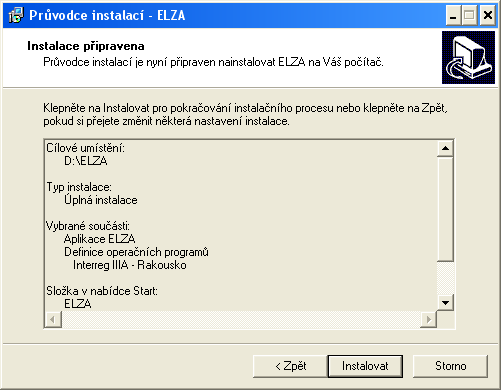 Průvodce instalací - ELZA
Instalace připravena
Průvodce instalací je nyní připraven nainstalovat ELZA na Váš počítač.
Klepněte na Instalovat pro pokračování instalačního procesu nebo klepněte na Zpět,
pokud si přejete změnit některá nastavení instalace.
Cílové umístění:
D:\ELZA
Typ instalace:
Úplná instalace
Vybrané součásti:
Aplikace ELZA
Definice operačních programů
Interreg IIIA - Rakousko
Složka v nabídce Start:
ELZA
< Zpět
Instalovat
Storno